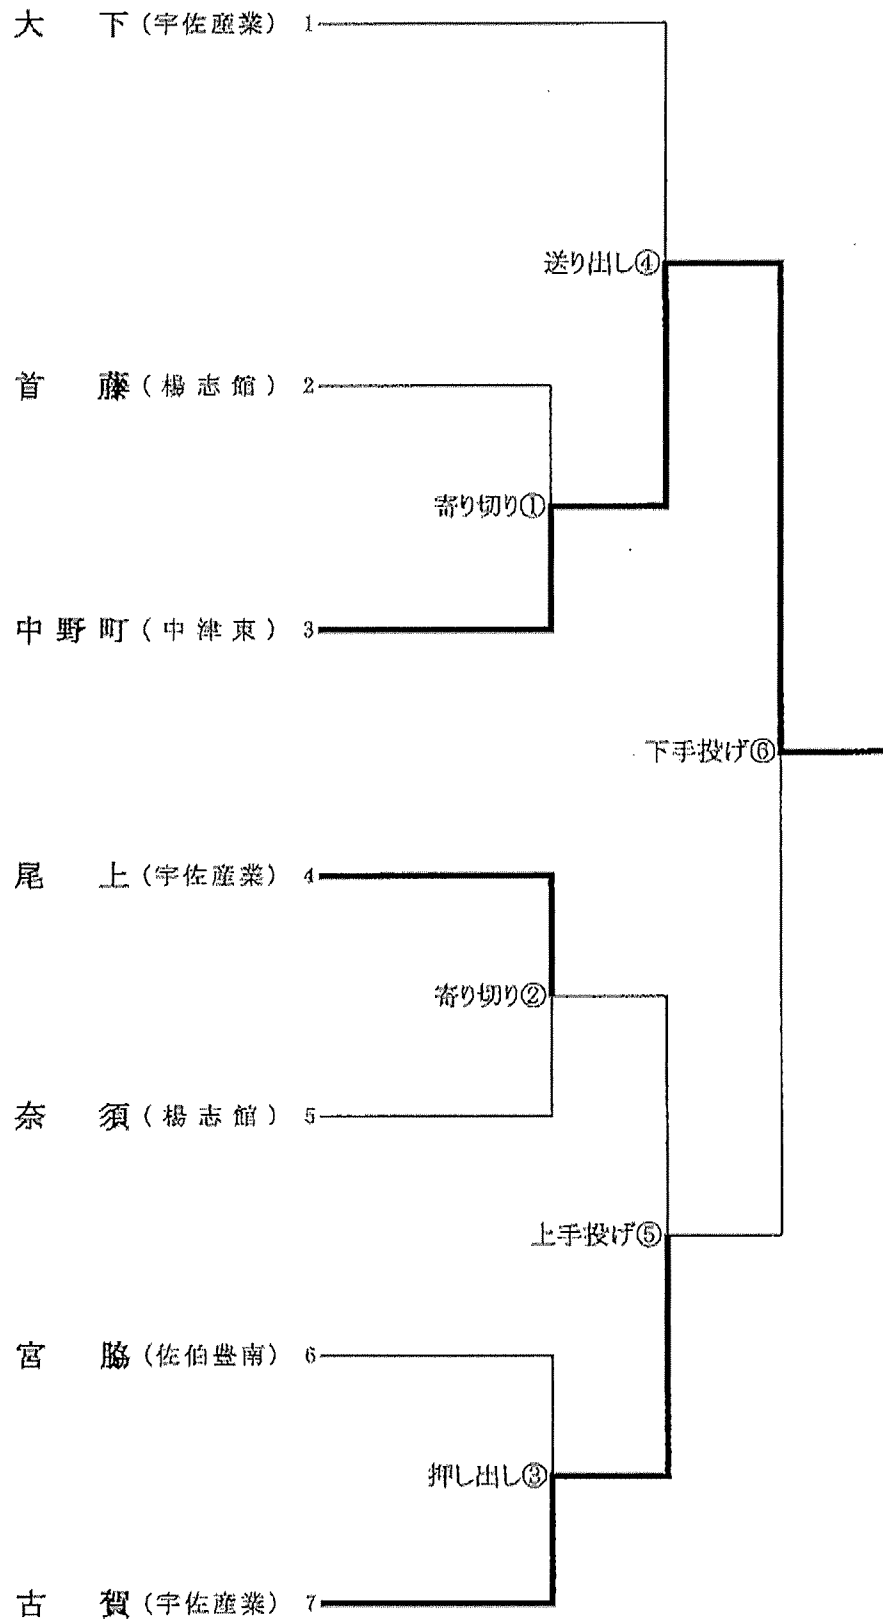 大下(宇佐産業) 1
送り出し④
首藤(楊志館) 2
寄り切り①
中野町(中津東) 3
下手投げ⑥
尾上(宇佐産業) 4
寄り切り②
奈須(楊志館) 5
上手投げ⑤
宮脇(佐伯豊南) 6
押し出し③
古賀(宇佐産業) 7